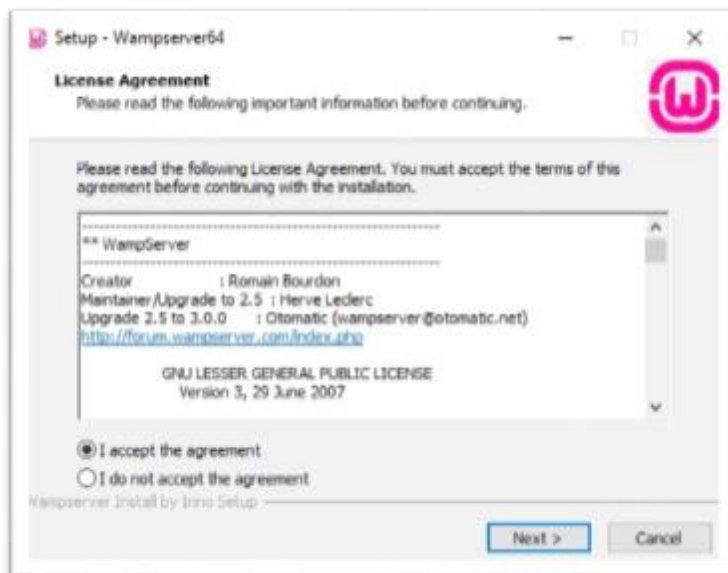 Setup - Wampserver64
License Agreement
Please read the following important information before continuing.
Please read the following License Agreement. You must accept the terms of this
agreement before continuing with the installation.
------------------------------------------------------------
** WampServer
------------------------------------------------------------
Creator : Romain Bourdon
Maintainer/Upgrade to 2.5 : Herve Leclerc
Upgrade 2.5 to 3.0.0 : Otomatic (wampserver@otomatic.net)
http://forum.wampserver.com/index.php
GNU LESSER GENERAL PUBLIC LICENSE
Version 3, 29 June 2007
I accept the agreement
I do not accept the agreement
Wampserver Install by Inno Setup
Next >
Cancel